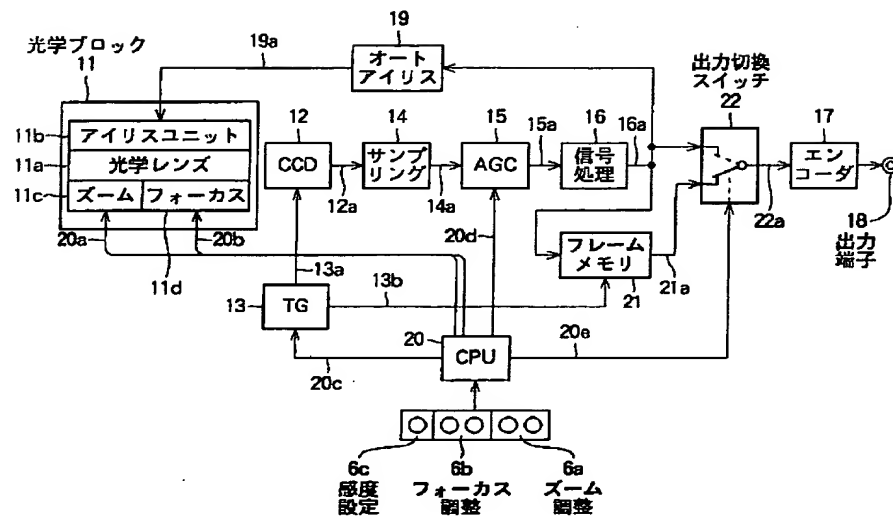 光学ブロック
11
19a
19
オート
アイリス
出力切換
スイッチ
22
11b
アイリスユニット
11a
光学レンズ
11c
ズーム
フォーカス
20a
20b
11d
12
CCD
12a
14
サンプ
リング
14a
15
AGC
15a
16
信号
処理
16a
22a
17
エン
コーダ
18
出力
端子
20d
フレーム
メモリ
21
21a
13a
13
TG
13b
20
CPU
20c
20e
6c
感度
設定
6b
フォーカス
調整
6a
ズーム
調整